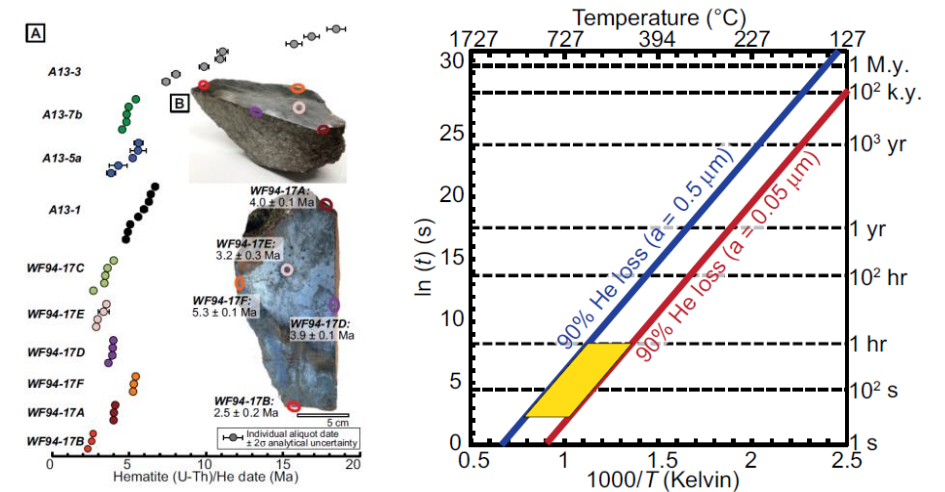 A
A13-3
A13-7b
A13-5a
A13-1
WF94-17C
WF94-17E
WF94-17D
WF94-17F
WF94-17A
WF94-17B
0 5 10 15 20
Hematite (U-Th)/He date (Ma)
B
WF94-17A:
4.0 ± 0.1 Ma
WF94-17E:
3.2 ± 0.3 Ma
WF94-17F:
5.3 ± 0.1 Ma
WF94-17D:
3.9 ± 0.1 Ma
WF94-17B:
2.5 ± 0.2 Ma
5 cm
Individual aliquot date
± 2σ analytical uncertainty
Temperature (°C)
1727 727 394 227 127
30
25
20
15
10
5
0
ln (t) (s)
90% He loss (a = 0.5 μm)
90% He loss (a = 0.05 μm)
1 M.y.
10² k.y.
10³ yr
1 yr
10² hr
1 hr
10² s
1 s
0.5 1 1.5 2 2.5
1000/T (Kelvin)